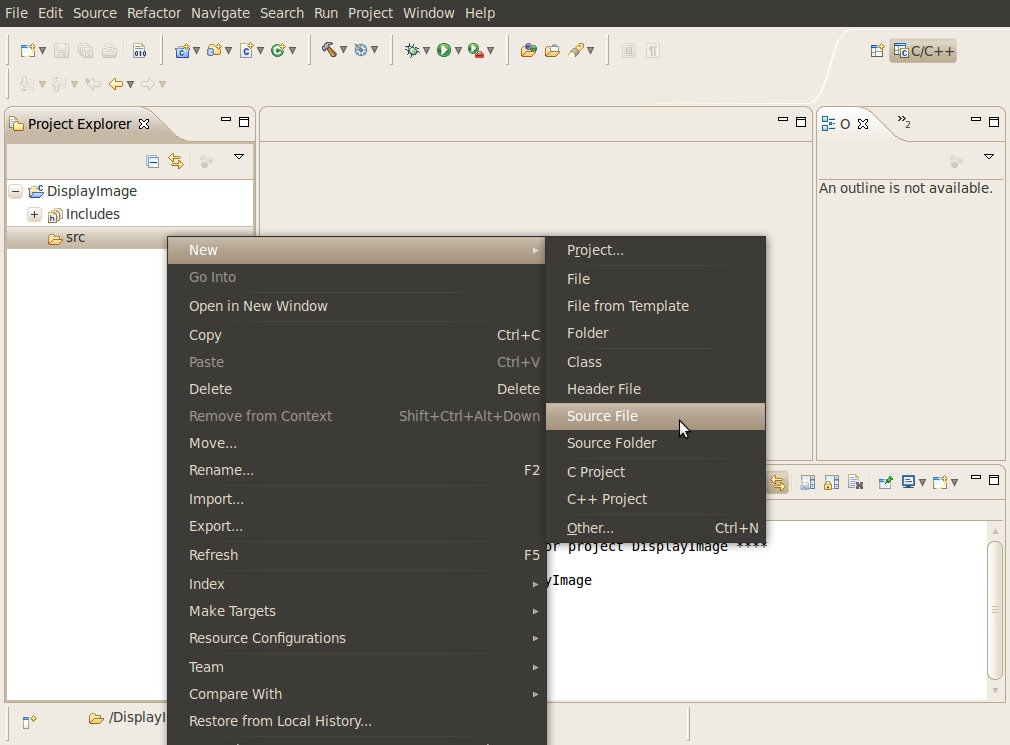 File Edit Source Refactor Navigate Search Run Project Window Help
C/C++
Project Explorer
O
2
DisplayImage
Includes
src
An outline is not available.
New
Go Into
Open in New Window
Copy Ctrl+C
Paste Ctrl+V
Delete Delete
Remove from Context Shift+Ctrl+Alt+Down
Move...
Rename... F2
Import...
Export...
Refresh F5
Index
Make Targets
Resource Configurations
Team
Compare With
Restore from Local History...
Project...
File
File from Template
Folder
Class
Header File
Source File
Source Folder
C Project
C++ Project
Other... Ctrl+N
or project DisplayImage ****
yImage
/DisplayI